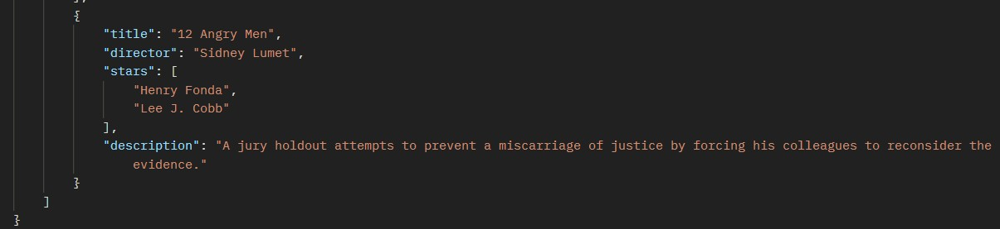 },
{
"title": "12 Angry Men",
"director": "Sidney Lumet",
"stars": [
"Henry Fonda",
"Lee J. Cobb"
],
"description": "A jury holdout attempts to prevent a miscarriage of justice by forcing his colleagues to reconsider the
evidence."
}
]
}